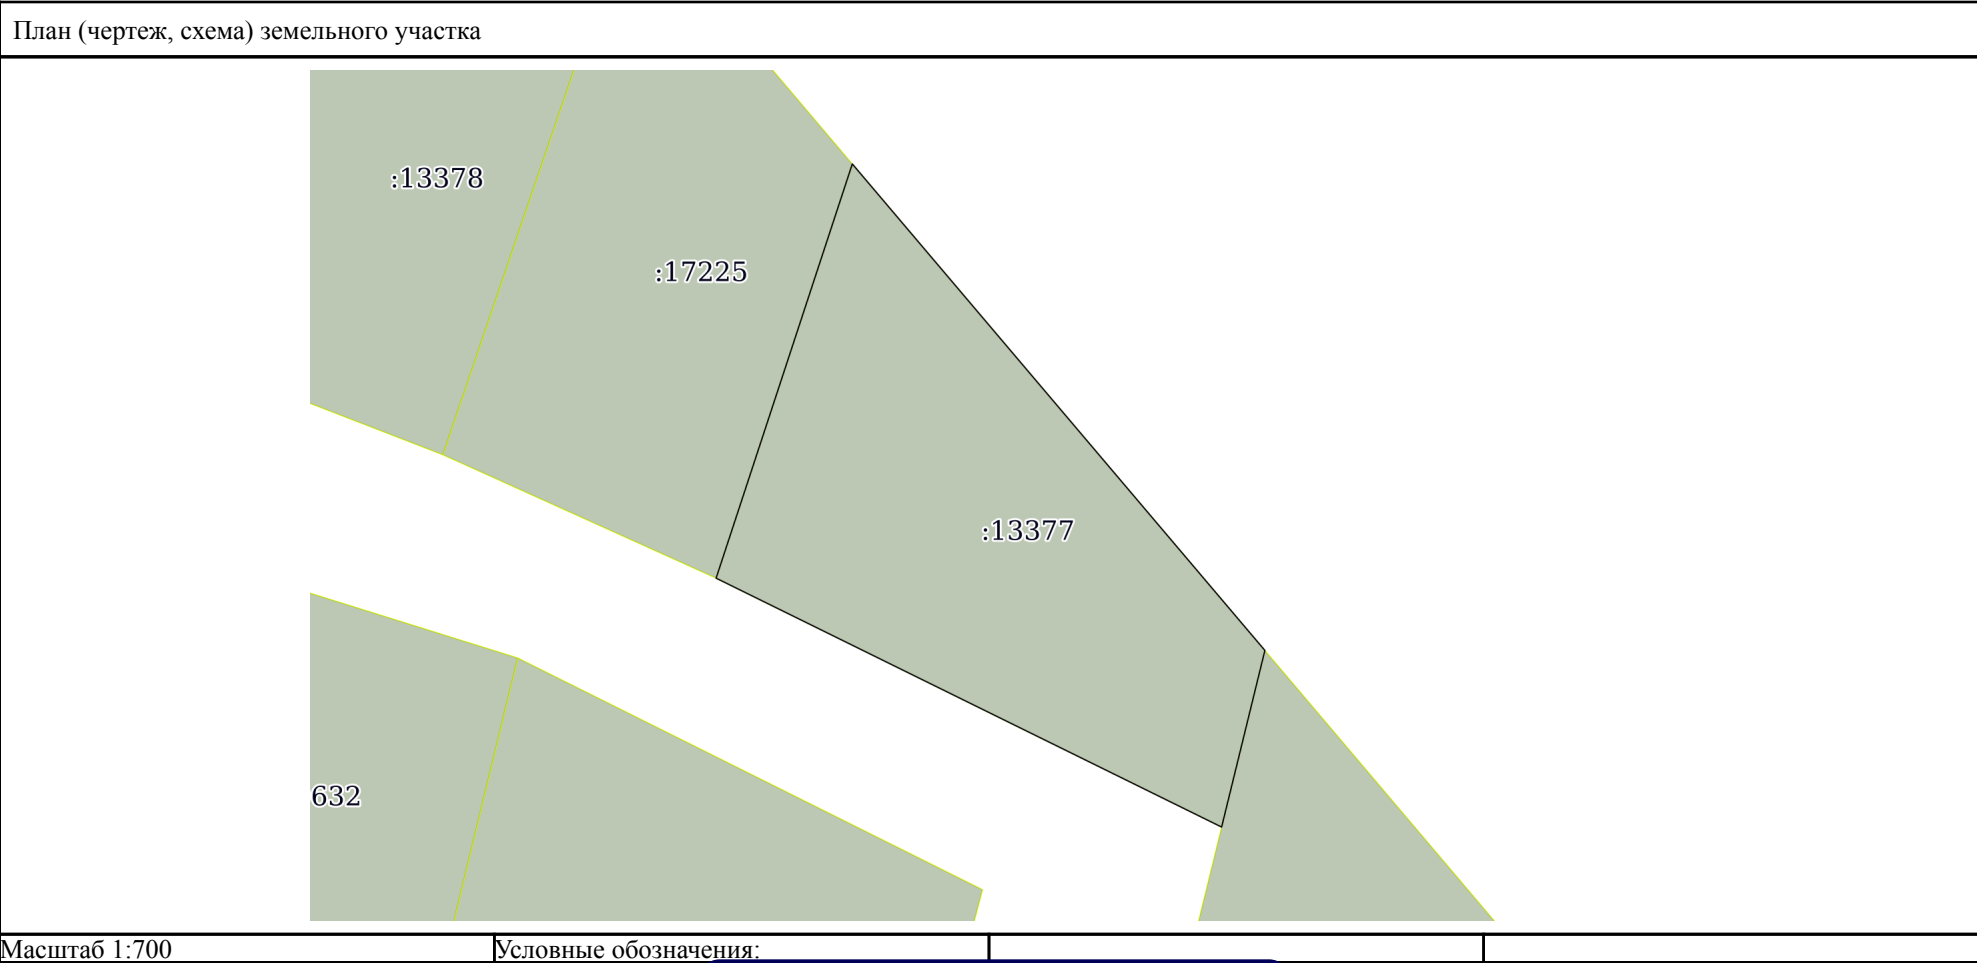 План (чертеж, схема) земельного участка
:13378
:17225
:13377
632
Масштаб 1:700
Условные обозначения: